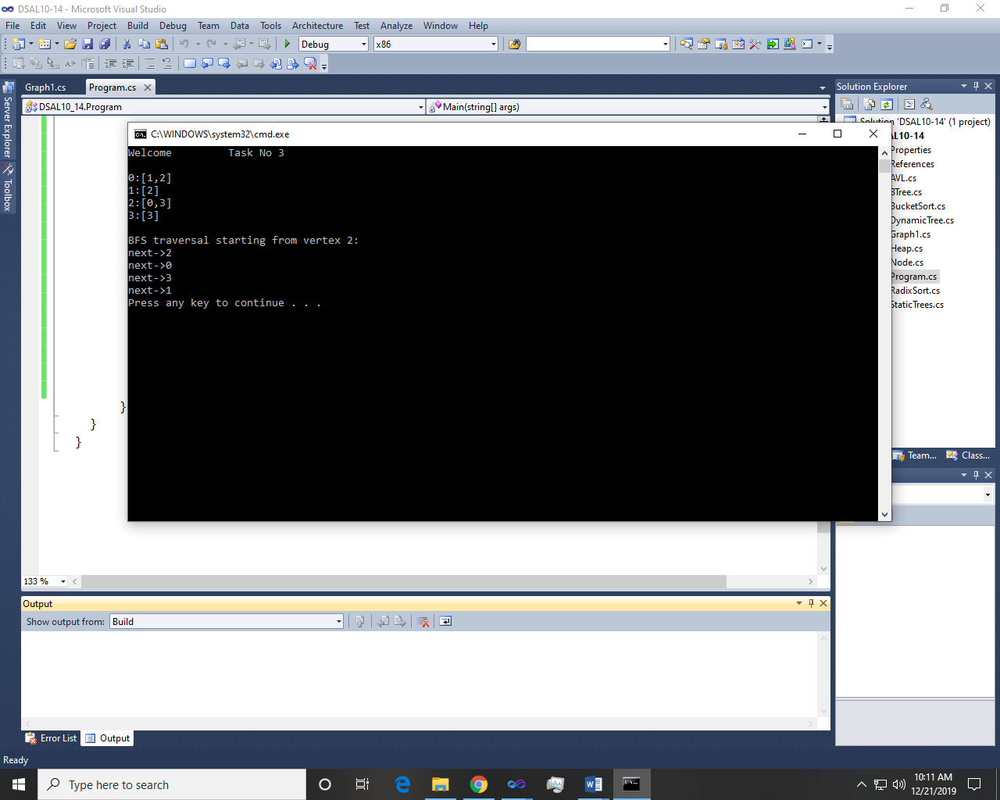 DSAL10-14 - Microsoft Visual Studio
File Edit View Project Build Debug Team Data Tools Architecture Test Analyze Window Help
Debug x86
Graph1.cs Program.cs
DSAL10_14.Program Main(string[] args)
Server Explorer
Toolbox
C:\WINDOWS\system32\cmd.exe
Welcome Task No 3
0:[1,2]
1:[2]
2:[0,3]
3:[3]
BFS traversal starting from vertex 2:
next->2
next->0
next->3
next->1
Press any key to continue . . .
}
}
}
133 %
Solution Explorer
Solution 'DSAL10-14' (1 project)
AL10-14
Properties
References
AVL.cs
BTree.cs
BucketSort.cs
DynamicTree.cs
Graph1.cs
Heap.cs
Node.cs
Program.cs
RadixSort.cs
StaticTrees.cs
Team... Class...
Output
Show output from: Build
Error List Output
Ready
Type here to search
10:11 AM
12/21/2019